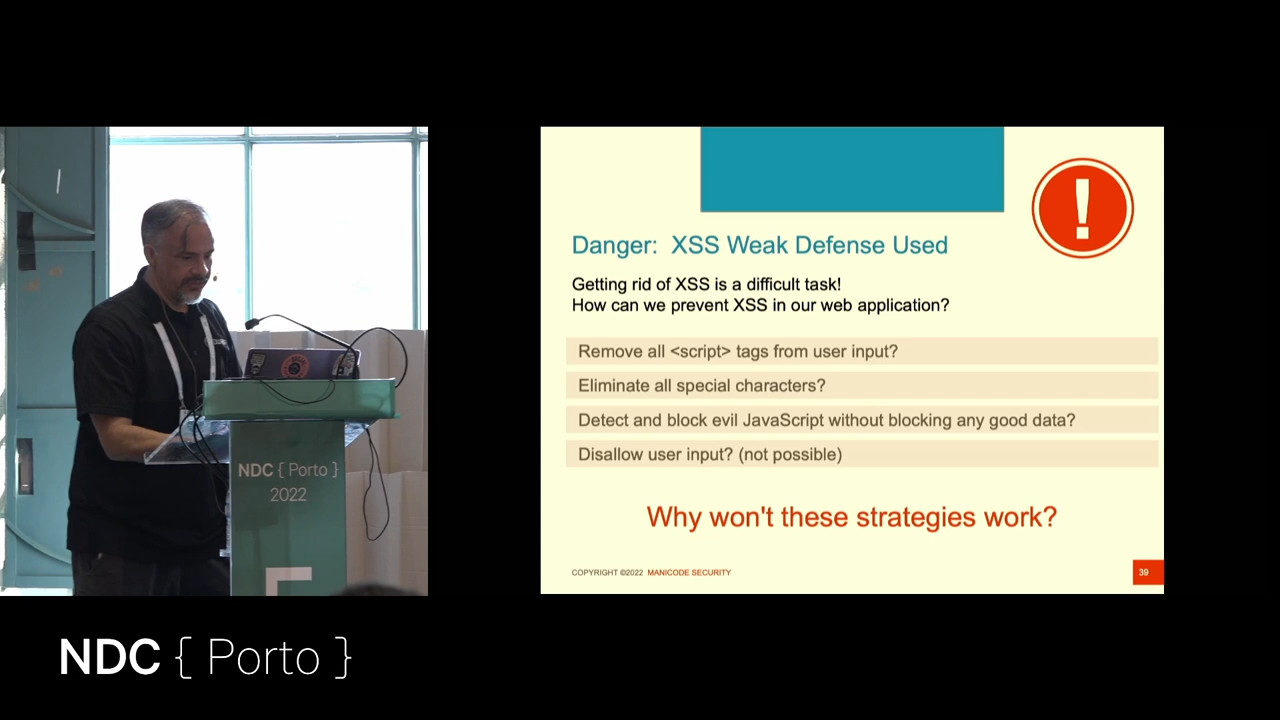 Danger:  XSS Weak Defense Used
Getting rid of XSS is a difficult task!
How can we prevent XSS in our web application?
Remove all <script> tags from user input?
Eliminate all special characters?
Detect and block evil JavaScript without blocking any good data?
Disallow user input? (not possible)
Why won't these strategies work?
COPYRIGHT ©2022 MANICODE SECURITY
39
NDC { Porto }
2022
NDC { Porto }